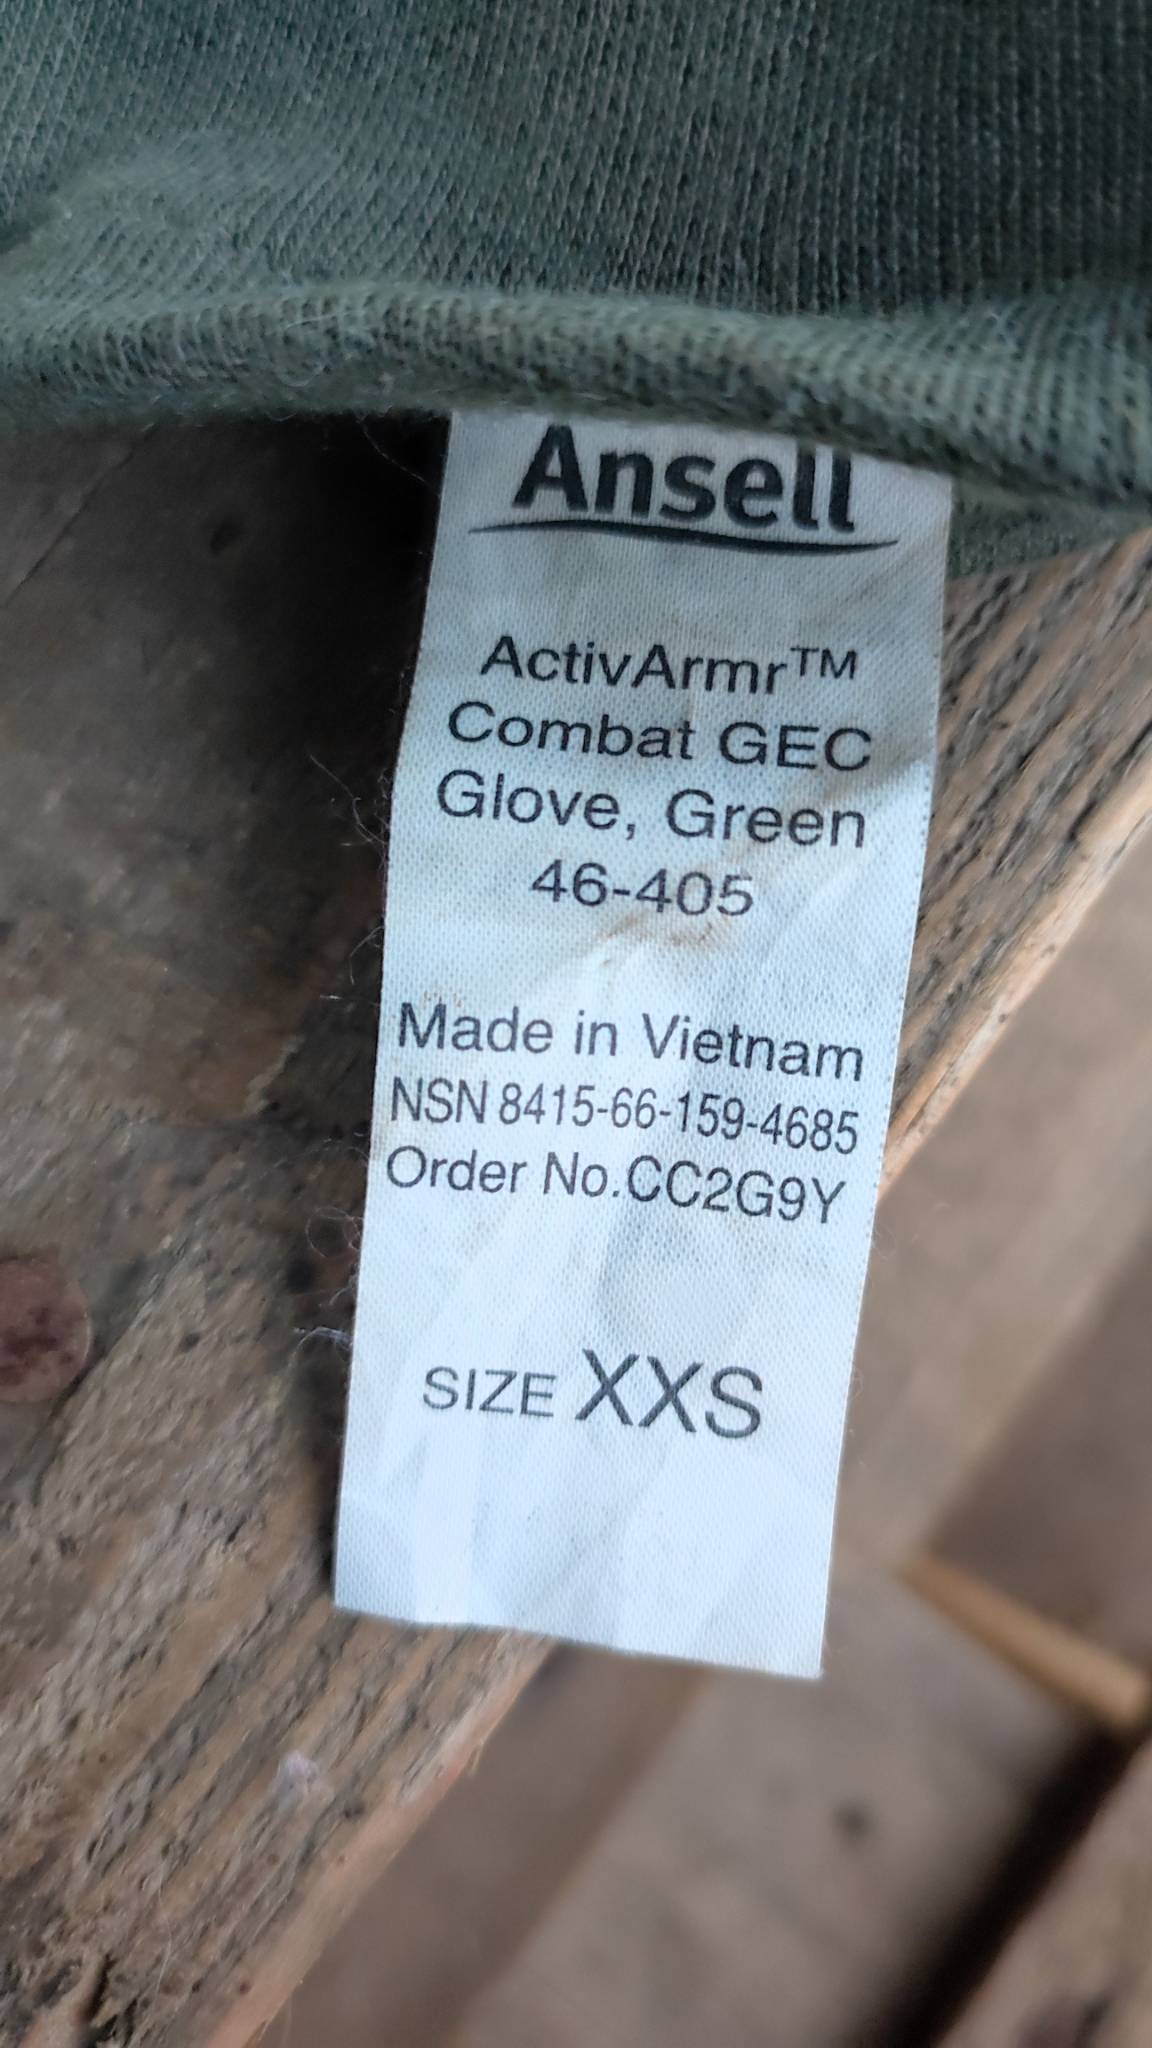 Ansell
ActivArmr™
Combat GEC
Glove, Green
46-405
Made in Vietnam
NSN 8415-66-159-4685
Order No.CC2G9Y
SIZE XXS